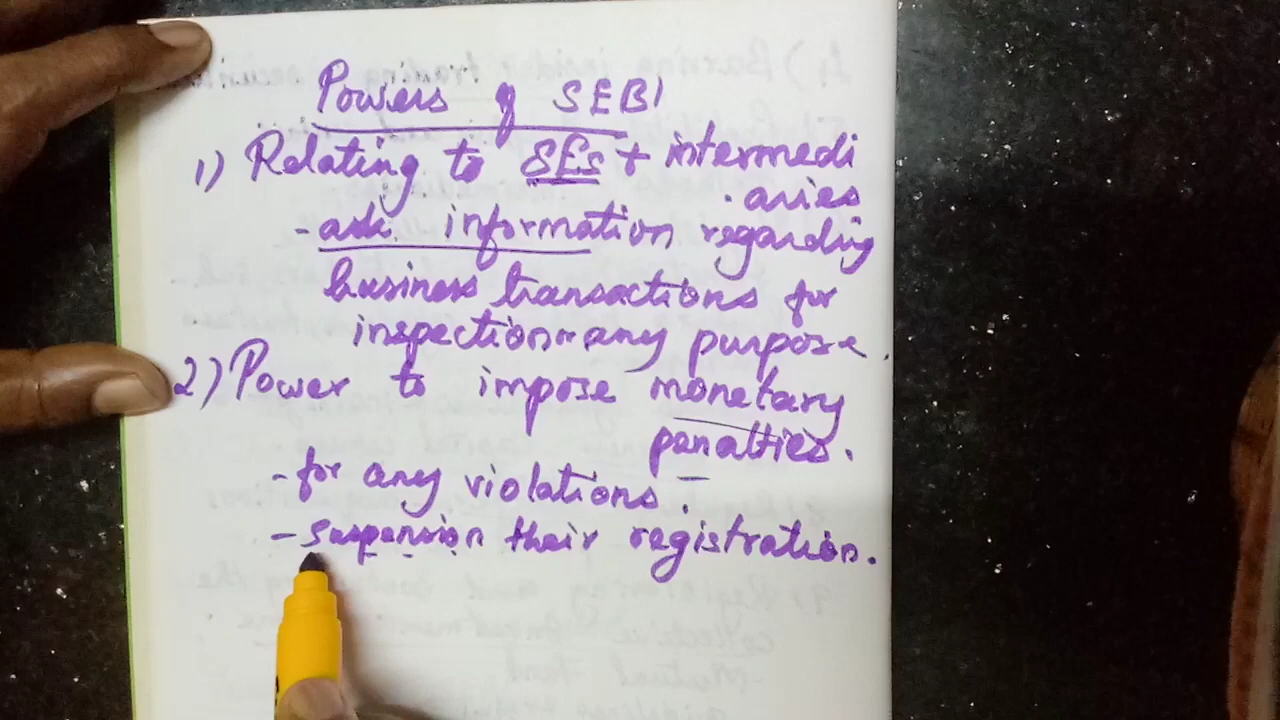 Powers of SEBI
1) Relating to SEs + intermedi
aries
- ask information regarding
business transactions for
inspection or any purpose.
2) Power to impose monetary
penalties.
- for any violations.
- suspension their registration.